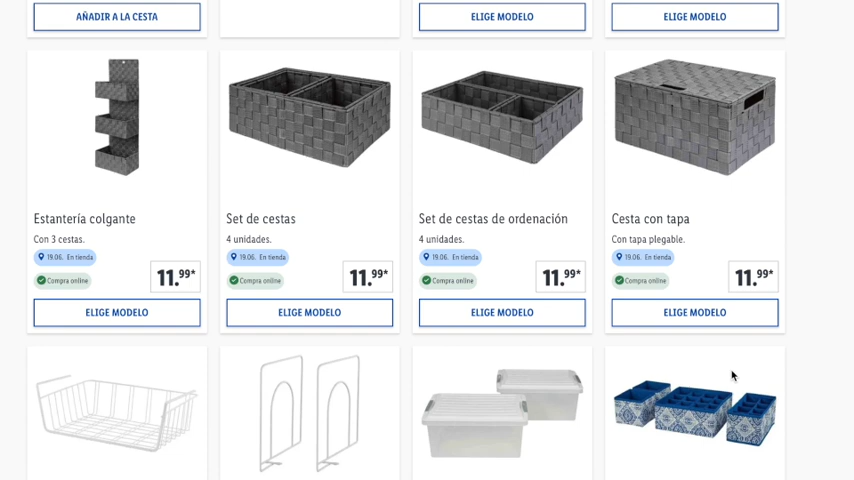 AÑADIR A LA CESTA
ELIGE MODELO
ELIGE MODELO
Estantería colgante
Con 3 cestas.
19.06. En tienda
Compra online
11.99*
ELIGE MODELO
Set de cestas
4 unidades.
19.06. En tienda
Compra online
11.99*
ELIGE MODELO
Set de cestas de ordenación
4 unidades.
19.06. En tienda
Compra online
11.99*
ELIGE MODELO
Cesta con tapa
Con tapa plegable.
19.06. En tienda
Compra online
11.99*
ELIGE MODELO